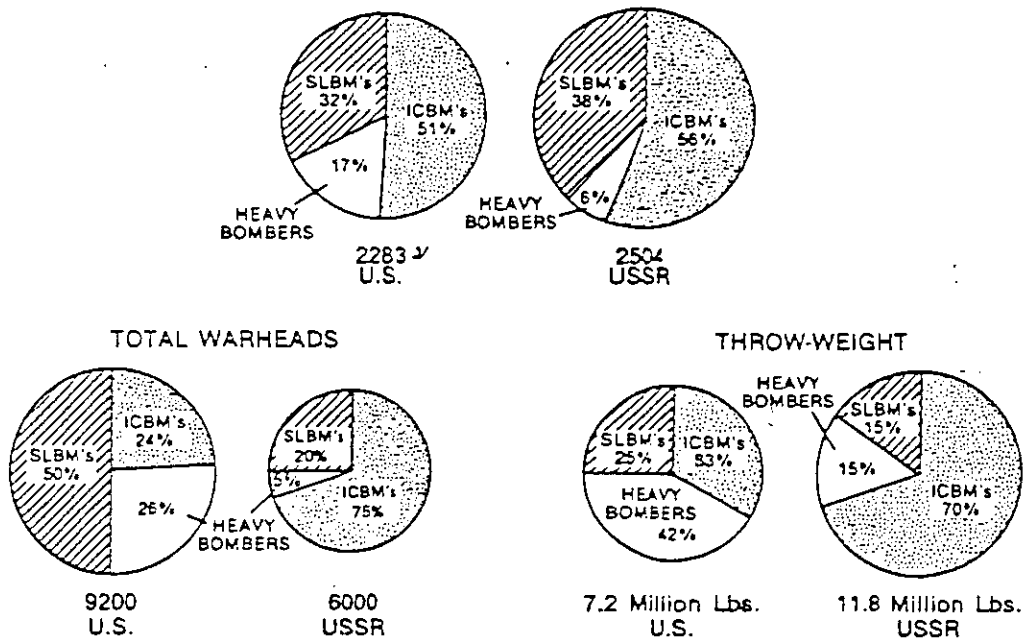 SLBM's
32%
ICBM's
51%
17%
HEAVY
BOMBERS
2283 2/
U.S.
SLBM's
38%
ICBM's
56%
6%
HEAVY
BOMBERS
2504
USSR
TOTAL WARHEADS
SLBM's
50%
ICBM's
24%
26%
HEAVY
BOMBERS
9200
U.S.
SLBM's
20%
5%
ICBM's
75%
6000
USSR
THROW-WEIGHT
SLBM's
25%
ICBM's
33%
HEAVY
BOMBERS
42%
7.2 Million Lbs.
U.S.
HEAVY
BOMBERS
SLBM's
15%
15%
ICBM's
70%
11.8 Million Lbs.
USSR